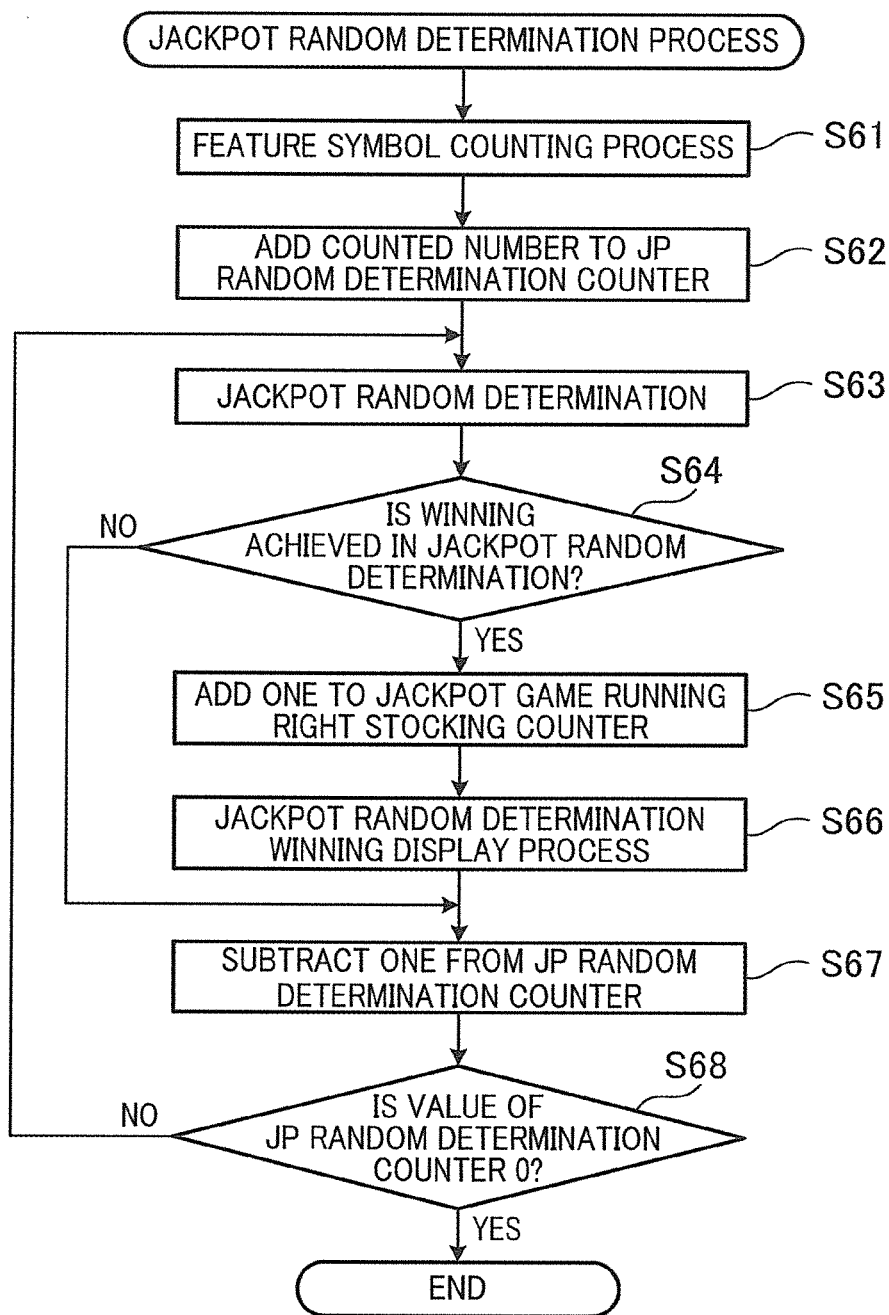 JACKPOT RANDOM DETERMINATION PROCESS
FEATURE SYMBOL COUNTING PROCESS
S61
ADD COUNTED NUMBER TO JP
RANDOM DETERMINATION COUNTER
S62
JACKPOT RANDOM DETERMINATION
S63
S64
NO
IS WINNING
ACHIEVED IN JACKPOT RANDOM
DETERMINATION?
YES
ADD ONE TO JACKPOT GAME RUNNING
RIGHT STOCKING COUNTER
S65
JACKPOT RANDOM DETERMINATION
WINNING DISPLAY PROCESS
S66
SUBTRACT ONE FROM JP RANDOM
DETERMINATION COUNTER
S67
S68
NO
IS VALUE OF
JP RANDOM DETERMINATION
COUNTER 0?
YES
END